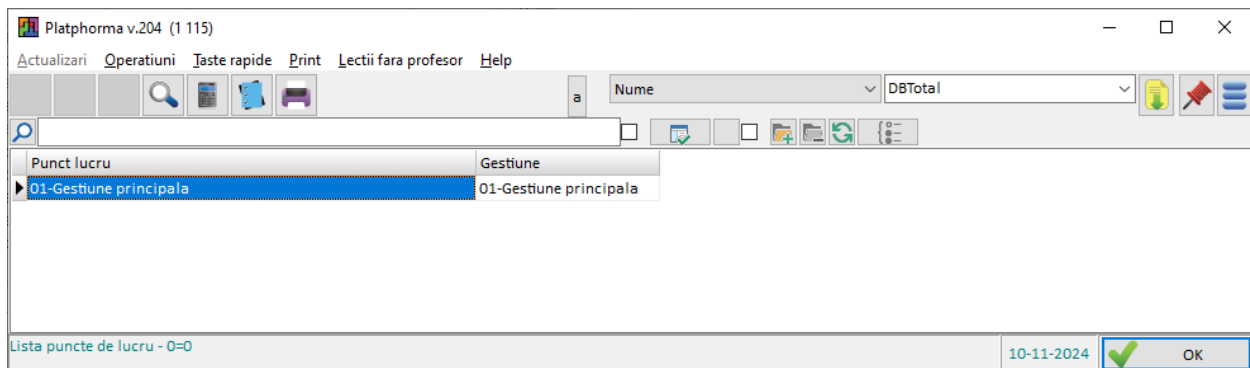 Platphorma v.204 (1 115)
Actualizari Operatiuni Taste rapide Print Lectii fara profesor Help
a Nume DBTotal
Punct lucru Gestiune
01-Gestiune principala 01-Gestiune principala
Lista puncte de lucru - 0=0 10-11-2024 OK